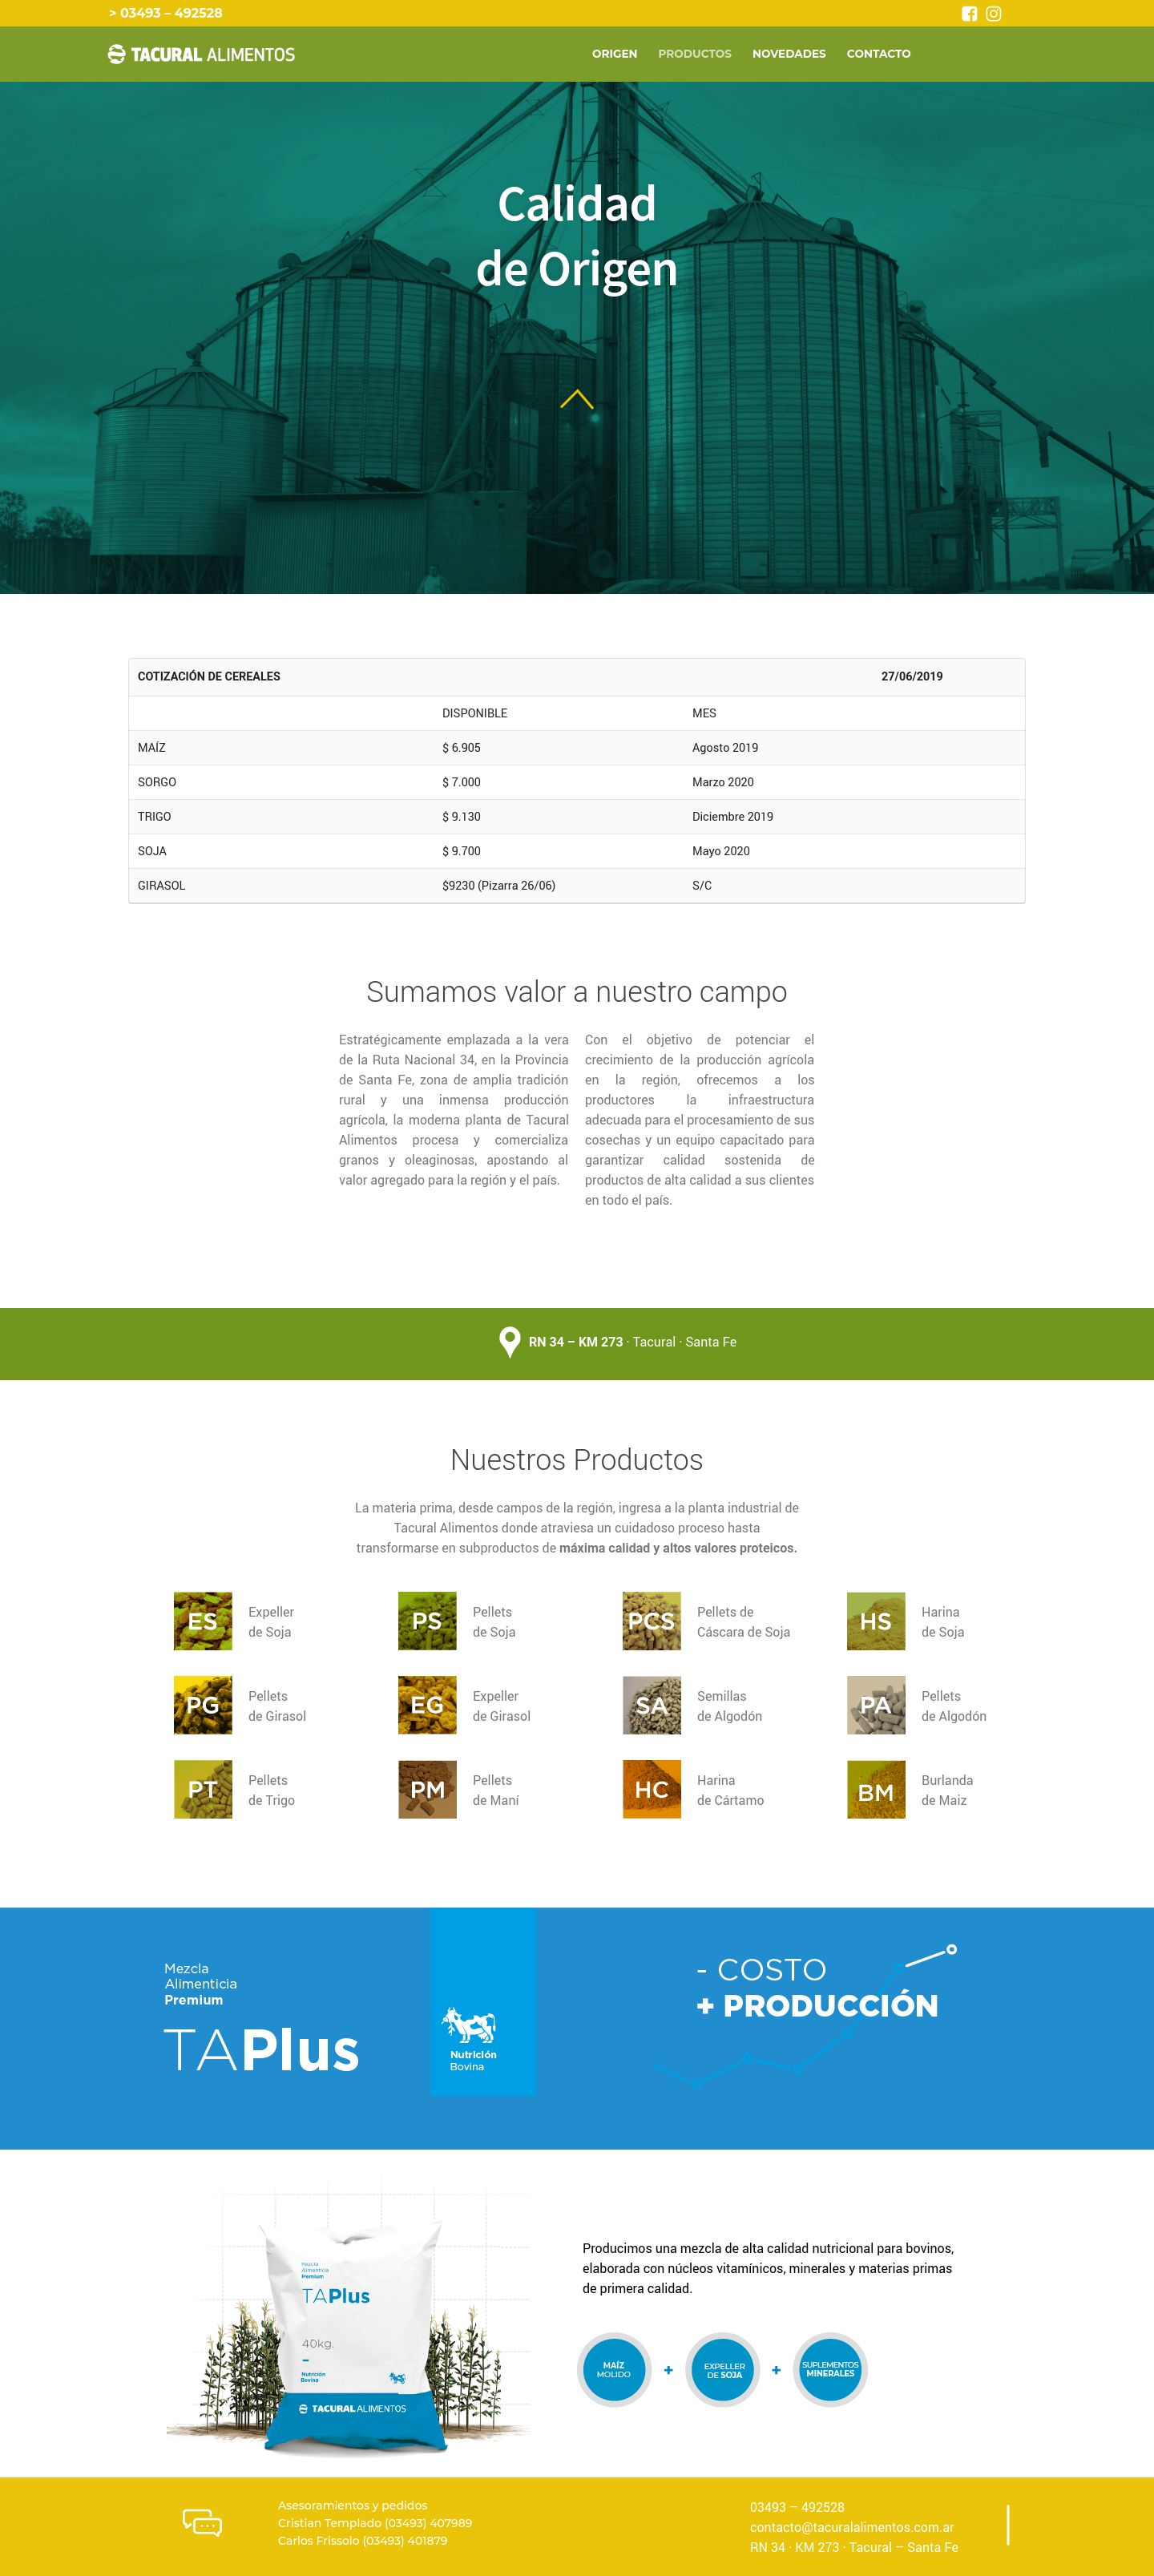 > 03493 – 492528
TACURAL ALIMENTOS
ORIGEN PRODUCTOS NOVEDADES CONTACTO
Calidad
de Origen
COTIZACIÓN DE CEREALES 27/06/2019
DISPONIBLE MES
MAÍZ $ 6.905 Agosto 2019
SORGO $ 7.000 Marzo 2020
TRIGO $ 9.130 Diciembre 2019
SOJA $ 9.700 Mayo 2020
GIRASOL $9230 (Pizarra 26/06) S/C
Sumamos valor a nuestro campo
Estratégicamente emplazada a la vera
de la Ruta Nacional 34, en la Provincia
de Santa Fe, zona de amplia tradición
rural y una inmensa producción
agrícola, la moderna planta de Tacural
Alimentos procesa y comercializa
granos y oleaginosas, apostando al
valor agregado para la región y el país.
Con el objetivo de potenciar el
crecimiento de la producción agrícola
en la región, ofrecemos a los
productores la infraestructura
adecuada para el procesamiento de sus
cosechas y un equipo capacitado para
garantizar calidad sostenida de
productos de alta calidad a sus clientes
en todo el país.
RN 34 – KM 273 · Tacural · Santa Fe
Nuestros Productos
La materia prima, desde campos de la región, ingresa a la planta industrial de
Tacural Alimentos donde atraviesa un cuidadoso proceso hasta
transformarse en subproductos de máxima calidad y altos valores proteicos.
ES
Expeller
de Soja
PS
Pellets
de Soja
PCS
Pellets de
Cáscara de Soja
HS
Harina
de Soja
PG
Pellets
de Girasol
EG
Expeller
de Girasol
SA
Semillas
de Algodón
PA
Pellets
de Algodón
PT
Pellets
de Trigo
PM
Pellets
de Maní
HC
Harina
de Cártamo
BM
Burlanda
de Maiz
Mezcla
Alimenticia
Premium
TAPlus
Nutrición
Bovina
- COSTO
+ PRODUCCIÓN
Mezcla
Alimenticia
Premium
TAPlus
40kg.
Nutrición
Bovina
TACURAL ALIMENTOS
Producimos una mezcla de alta calidad nutricional para bovinos,
elaborada con núcleos vitamínicos, minerales y materias primas
de primera calidad.
MAÍZ
MOLIDO
+
EXPELLER
DE SOJA
+
SUPLEMENTOS
MINERALES
Asesoramientos y pedidos
Cristian Templado (03493) 407989
Carlos Frissolo (03493) 401879
03493 – 492528
contacto@tacuralalimentos.com.ar
RN 34 · KM 273 · Tacural – Santa Fe